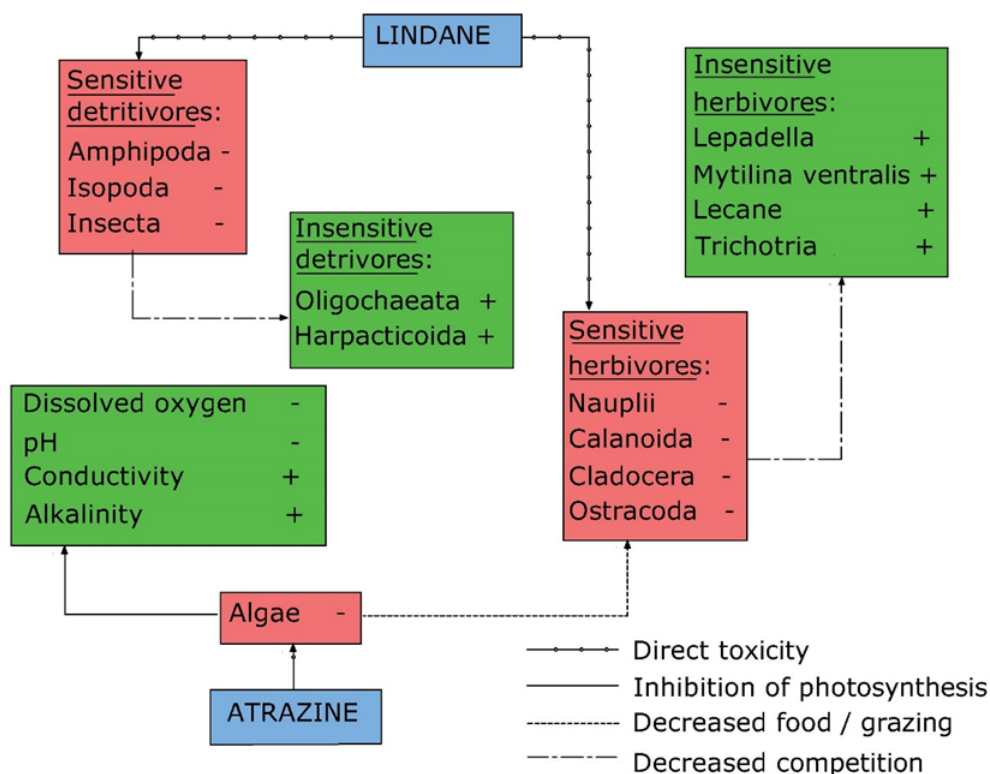 LINDANE
Sensitive
detritivores:
Amphipoda -
Isopoda -
Insecta -
Insensitive
herbivores:
Lepadella +
Mytilina ventralis +
Lecane +
Trichotria +
Insensitive
detrivores:
Oligochaeata +
Harpacticoida +
Sensitive
herbivores:
Nauplii -
Calanoida -
Cladocera -
Ostracoda -
Dissolved oxygen -
pH -
Conductivity +
Alkalinity +
Algae -
ATRAZINE
Direct toxicity
Inhibition of photosynthesis
Decreased food / grazing
Decreased competition